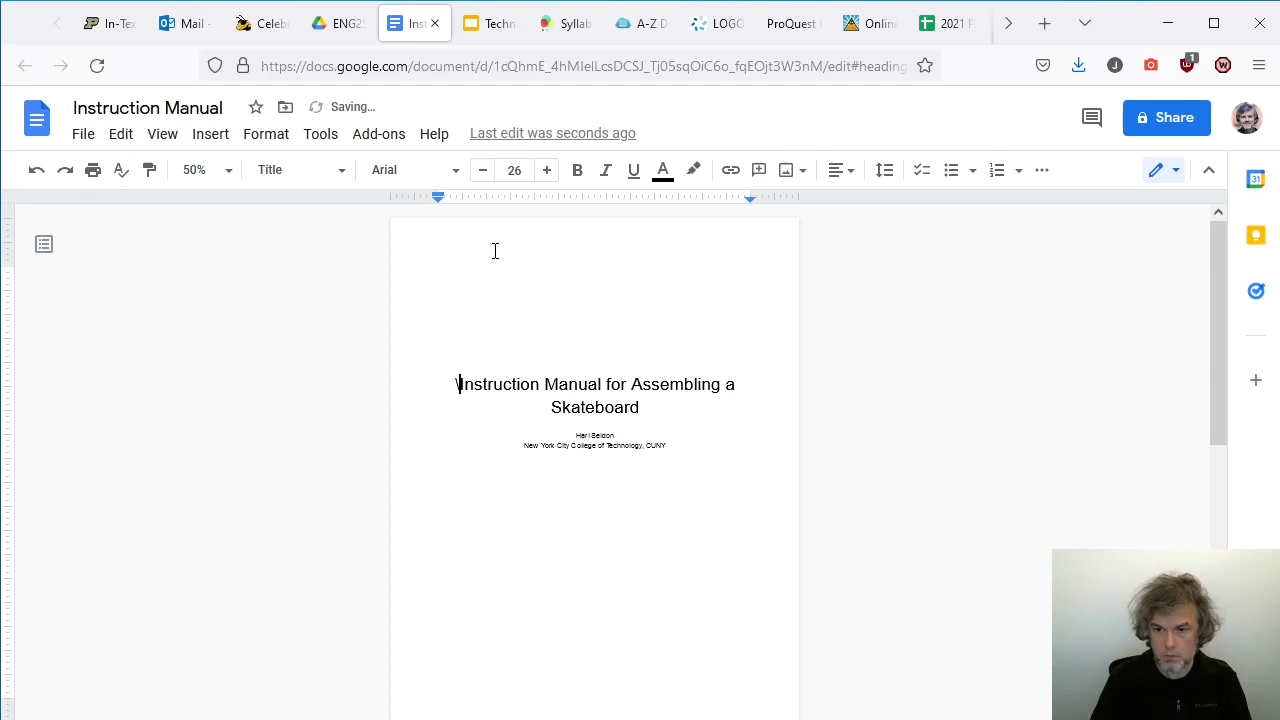 In-Tex
Mail -
Celeb
ENG2
Inst
Techn
Syllab
A-Z D
LOGO
ProQuest
Onlin
2021 F
https://docs.google.com/document/d/1cQhmE_4hMIelLcsDCSJ_Tj05sqOiC6o_fqEOjt3W3nM/edit#heading
1
Instruction Manual
Saving…
Share
File Edit View Insert Format Tools Add-ons Help Last edit was seconds ago
50% Title Arial 26 + B I U A
31
\Instruction Manual for Assembling a
Skateboard
Hari Seldon
New York City College of Technology, CUNY